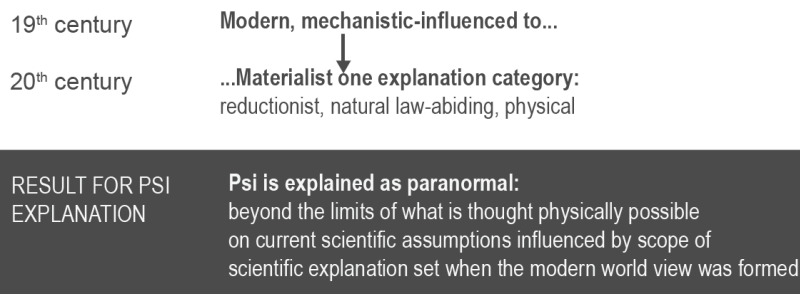 19th century Modern, mechanistic-influenced to...
20th century ...Materialist one explanation category:
reductionist, natural law-abiding, physical
RESULT FOR PSI Psi is explained as paranormal:
EXPLANATION beyond the limits of what is thought physically possible
on current scientific assumptions influenced by scope of
scientific explanation set when the modern world view was formed